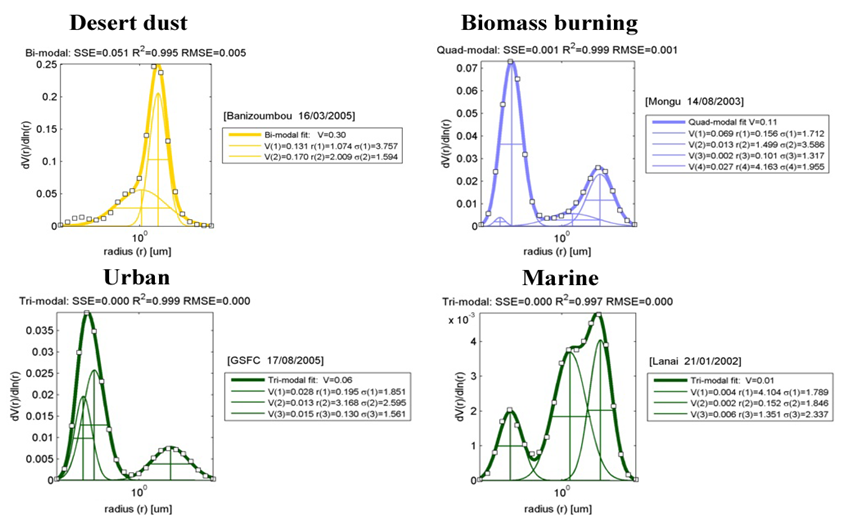 Desert dust
Bi-modal: SSE=0.051 R²=0.995 RMSE=0.005
0.25
0.2
0.15
0.1
0.05
0
dV(r)/dln(r)
10⁰
radius (r) [um]
[Banizoumbou 16/03/2005]
Bi-modal fit: V=0.30
V(1)=0.131 r(1)=1.074 σ(1)=3.757
V(2)=0.170 r(2)=2.009 σ(2)=1.594
Biomass burning
Quad-modal: SSE=0.001 R²=0.999 RMSE=0.001
0.07
0.06
0.05
0.04
0.03
0.02
0.01
0
dV(r)/dln(r)
10⁰
radius (r) [um]
[Mongu 14/08/2003]
Quad-modal fit V=0.11
V(1)=0.069 r(1)=0.156 σ(1)=1.712
V(2)=0.013 r(2)=1.499 σ(2)=3.586
V(3)=0.002 r(3)=0.101 σ(3)=1.317
V(4)=0.027 r(4)=4.163 σ(4)=1.955
Urban
Tri-modal: SSE=0.000 R²=0.999 RMSE=0.000
0.035
0.03
0.025
0.02
0.015
0.01
0.005
0
dV(r)/dln(r)
10⁰
radius (r) [um]
[GSFC 17/08/2005]
Tri-modal fit: V=0.06
V(1)=0.028 r(1)=0.195 σ(1)=1.851
V(2)=0.013 r(2)=3.168 σ(2)=2.595
V(3)=0.015 r(3)=0.130 σ(3)=1.561
Marine
Tri-modal: SSE=0.000 R²=0.997 RMSE=0.000
x 10⁻³
4
3
2
1
0
dV(r)/dln(r)
10⁰
radius (r) [um]
[Lanai 21/01/2002]
Tri-modal fit: V=0.01
V(1)=0.004 r(1)=4.104 σ(1)=1.789
V(2)=0.002 r(2)=0.152 σ(2)=1.846
V(3)=0.006 r(3)=1.351 σ(3)=2.337